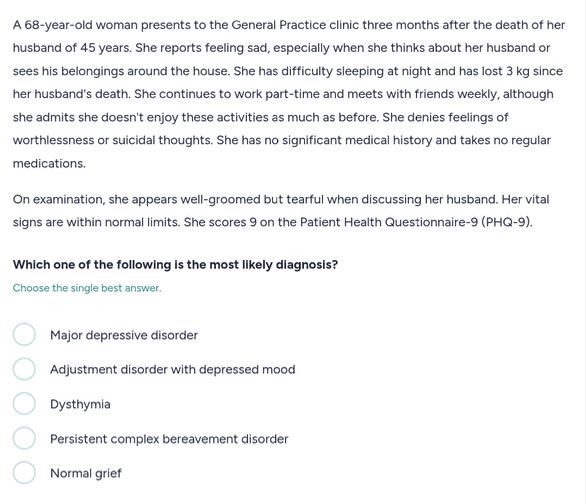 A 68-year-old woman presents to the General Practice clinic three months after the death of her
husband of 45 years. She reports feeling sad, especially when she thinks about her husband or
sees his belongings around the house. She has difficulty sleeping at night and has lost 3 kg since
her husband's death. She continues to work part-time and meets with friends weekly, although
she admits she doesn't enjoy these activities as much as before. She denies feelings of
worthlessness or suicidal thoughts. She has no significant medical history and takes no regular
medications.
On examination, she appears well-groomed but tearful when discussing her husband. Her vital
signs are within normal limits. She scores 9 on the Patient Health Questionnaire-9 (PHQ-9).
Which one of the following is the most likely diagnosis?
Choose the single best answer.
Major depressive disorder
Adjustment disorder with depressed mood
Dysthymia
Persistent complex bereavement disorder
Normal grief